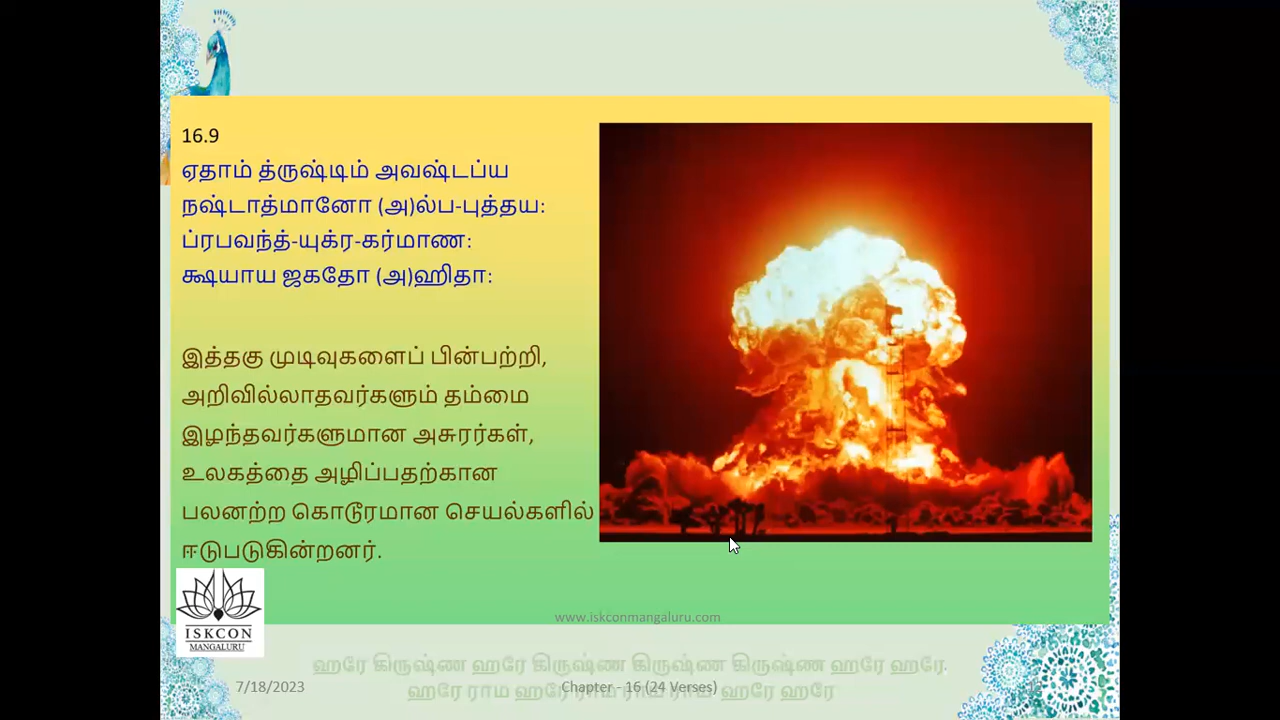 16.9
ஏதாம் த்ருஷ்டிம் அவஷ்டப்ய
நஷ்டாத்மானோ (அ)ல்ப-புத்தய:
ப்ரபவந்த்-யுக்ர-கர்மாண:
க்ஷயாய ஜகதோ (அ)ஹிதா:
இத்தகு முடிவுகளைப் பின்பற்றி,
அறிவில்லாதவர்களும் தம்மை
இழந்தவர்களுமான அசுரர்கள்,
உலகத்தை அழிப்பதற்கான
பலனற்ற கொடூரமான செயல்களில்
ஈடுபடுகின்றனர்.
ISKCON
MANGALURU
www.iskconmangaluru.com
ஹரே கிருஷ்ண ஹரே கிருஷ்ண கிருஷ்ண கிருஷ்ண ஹரே ஹரே.
ஹரே ராம ஹரே ராம ராம ராம ஹரே ஹரே
7/18/2023
Chapter - 16 (24 Verses)